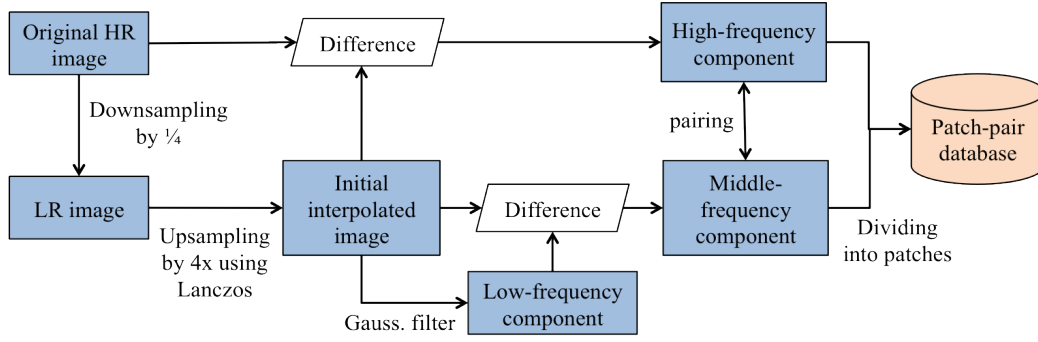 Original HR
image
Difference
High-frequency
component
Downsampling
by ¼
pairing
Patch-pair
database
LR image
Upsampling
by 4x using
Lanczos
Initial
interpolated
image
Difference
Middle-
frequency
component
Dividing
into patches
Gauss. filter
Low-frequency
component